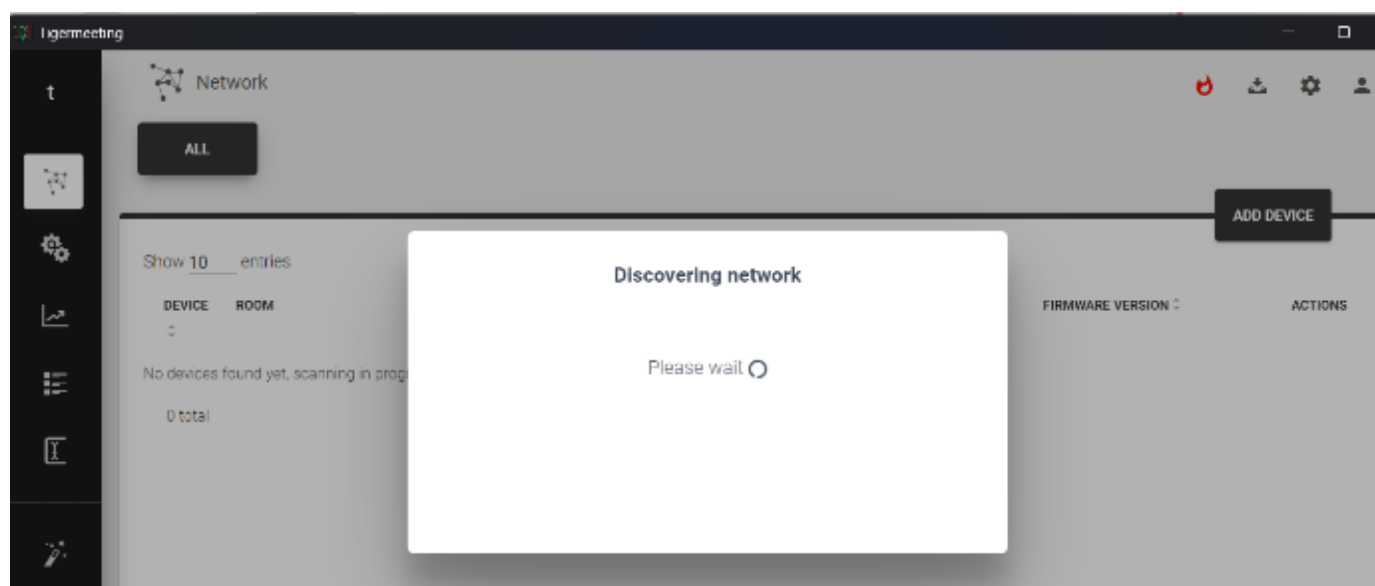 Tigermeeting
t
Network
ALL
ADD DEVICE
Show 10 entries
Discovering network
DEVICE ROOM FIRMWARE VERSION ACTIONS
Please wait
No devices found yet, scanning in prog
0 total